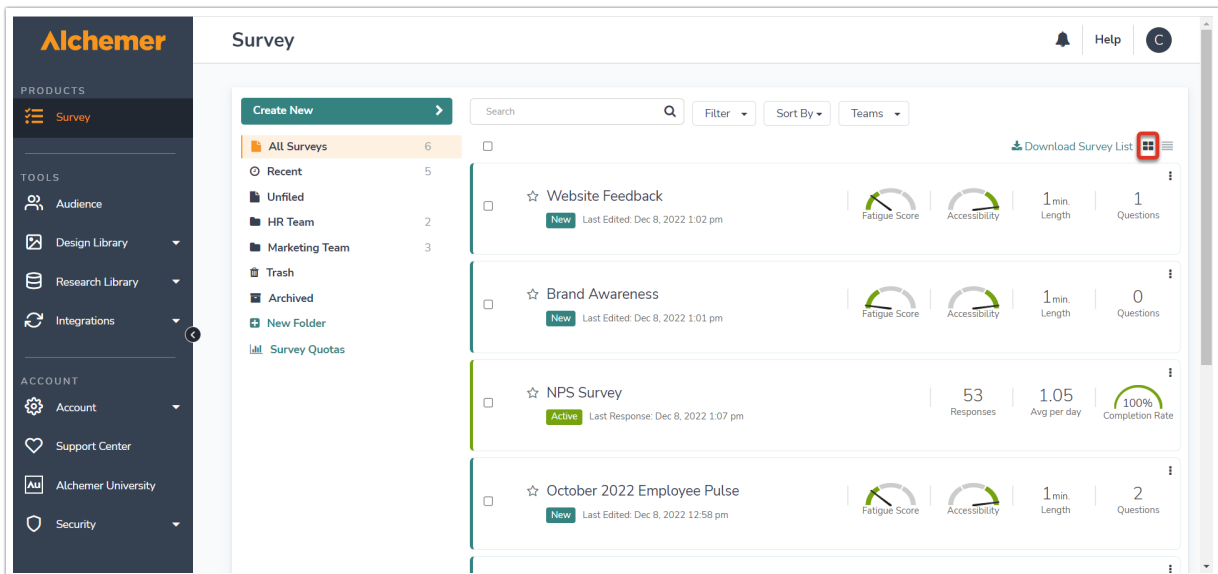 Alchemer
Survey
Help
C
PRODUCTS
Survey
TOOLS
Audience
Design Library
Research Library
Integrations
ACCOUNT
Account
Support Center
Au
Alchemer University
Security
Create New
All Surveys 6
Recent 5
Unfiled
HR Team 2
Marketing Team 3
Trash
Archived
New Folder
Survey Quotas
Search
Filter
Sort By
Teams
Download Survey List
Website Feedback
New Last Edited: Dec 8, 2022 1:02 pm
Fatigue Score
Accessibility
1 min.
Length
1
Questions
Brand Awareness
New Last Edited: Dec 8, 2022 1:01 pm
Fatigue Score
Accessibility
1 min.
Length
0
Questions
NPS Survey
Active Last Response: Dec 8, 2022 1:07 pm
53
Responses
1.05
Avg per day
100%
Completion Rate
October 2022 Employee Pulse
New Last Edited: Dec 8, 2022 12:58 pm
Fatigue Score
Accessibility
1 min.
Length
2
Questions